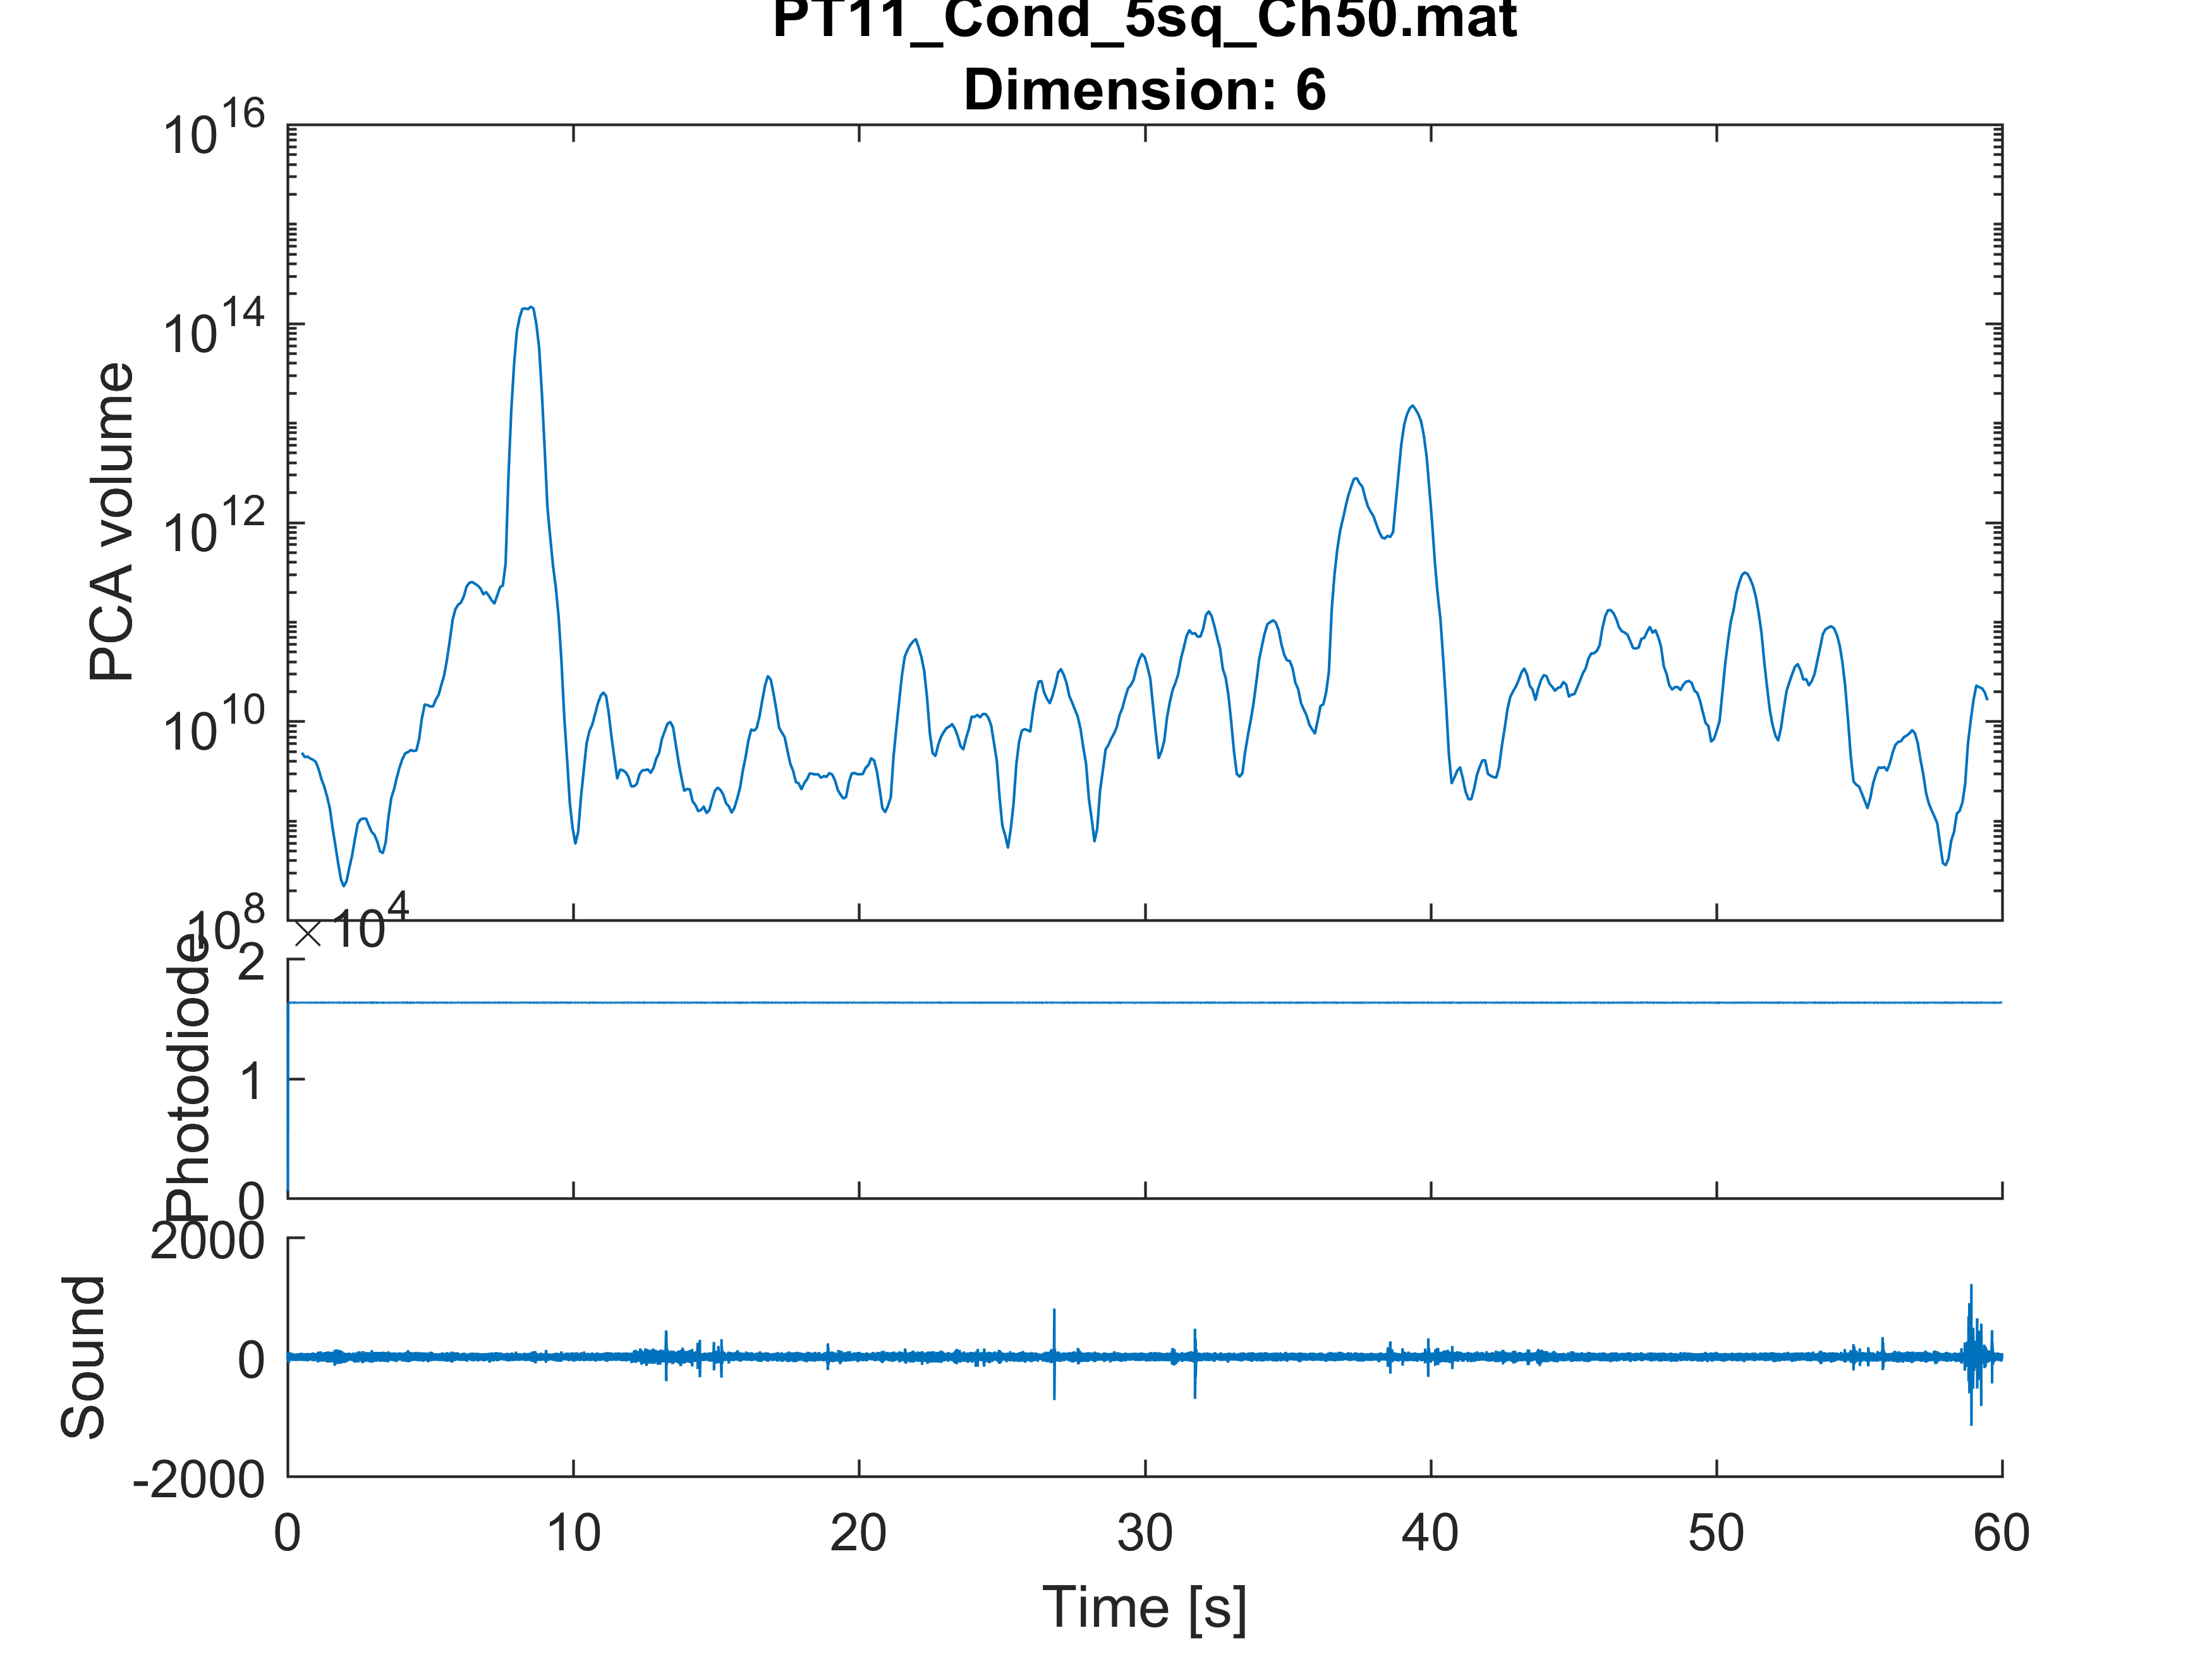 PT11_Cond_5sq_Ch50.mat
Dimension: 6
10^16
10^14
10^12
10^10
10^8
PCA volume
× 10^4
2
1
0
Photodiode
2000
0
-2000
Sound
0 10 20 30 40 50 60
Time [s]